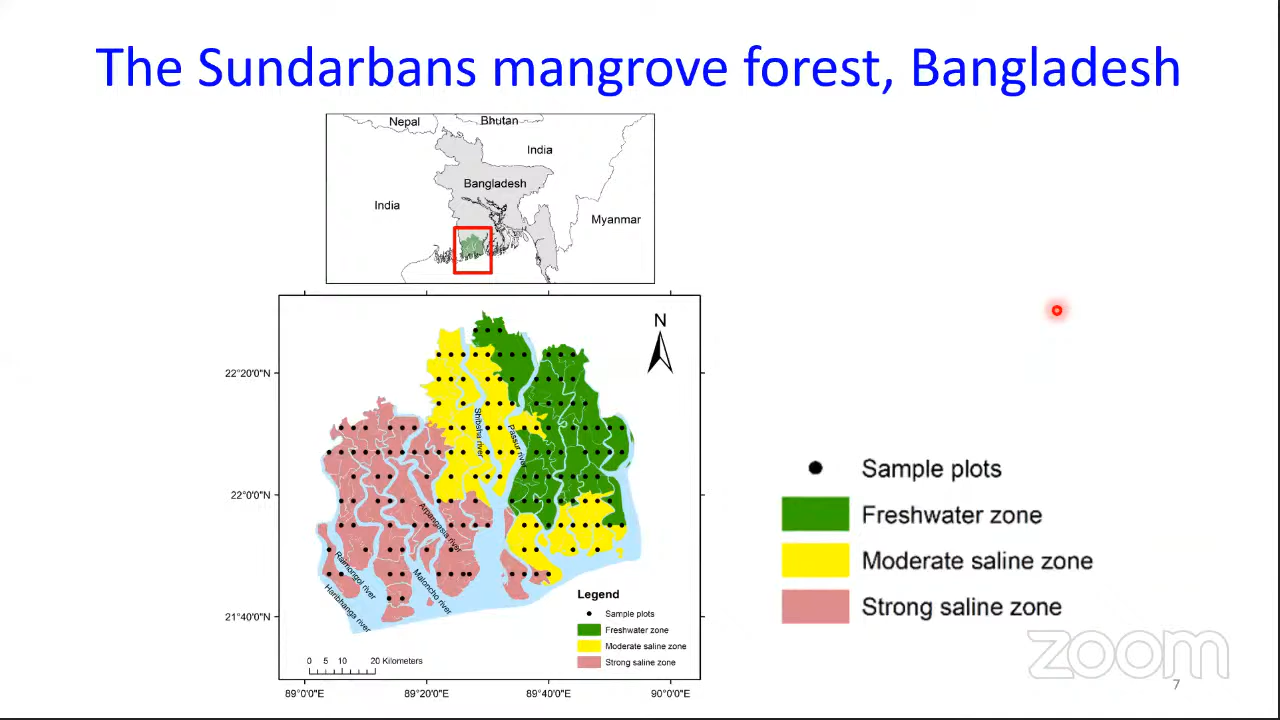 The Sundarbans mangrove forest, Bangladesh
Nepal
Bhutan
India
Bangladesh
India
Myanmar
N
22°20'0"N
22°0'0"N
21°40'0"N
Shibsha river
Passur river
Arpangasia river
Raimongol river
Maloncho river
Haribhanga river
Legend
Sample plots
Freshwater zone
Moderate saline zone
Strong saline zone
0 5 10 20 Kilometers
89°0'0"E 89°20'0"E 89°40'0"E 90°0'0"E
Sample plots
Freshwater zone
Moderate saline zone
Strong saline zone
zoom
7